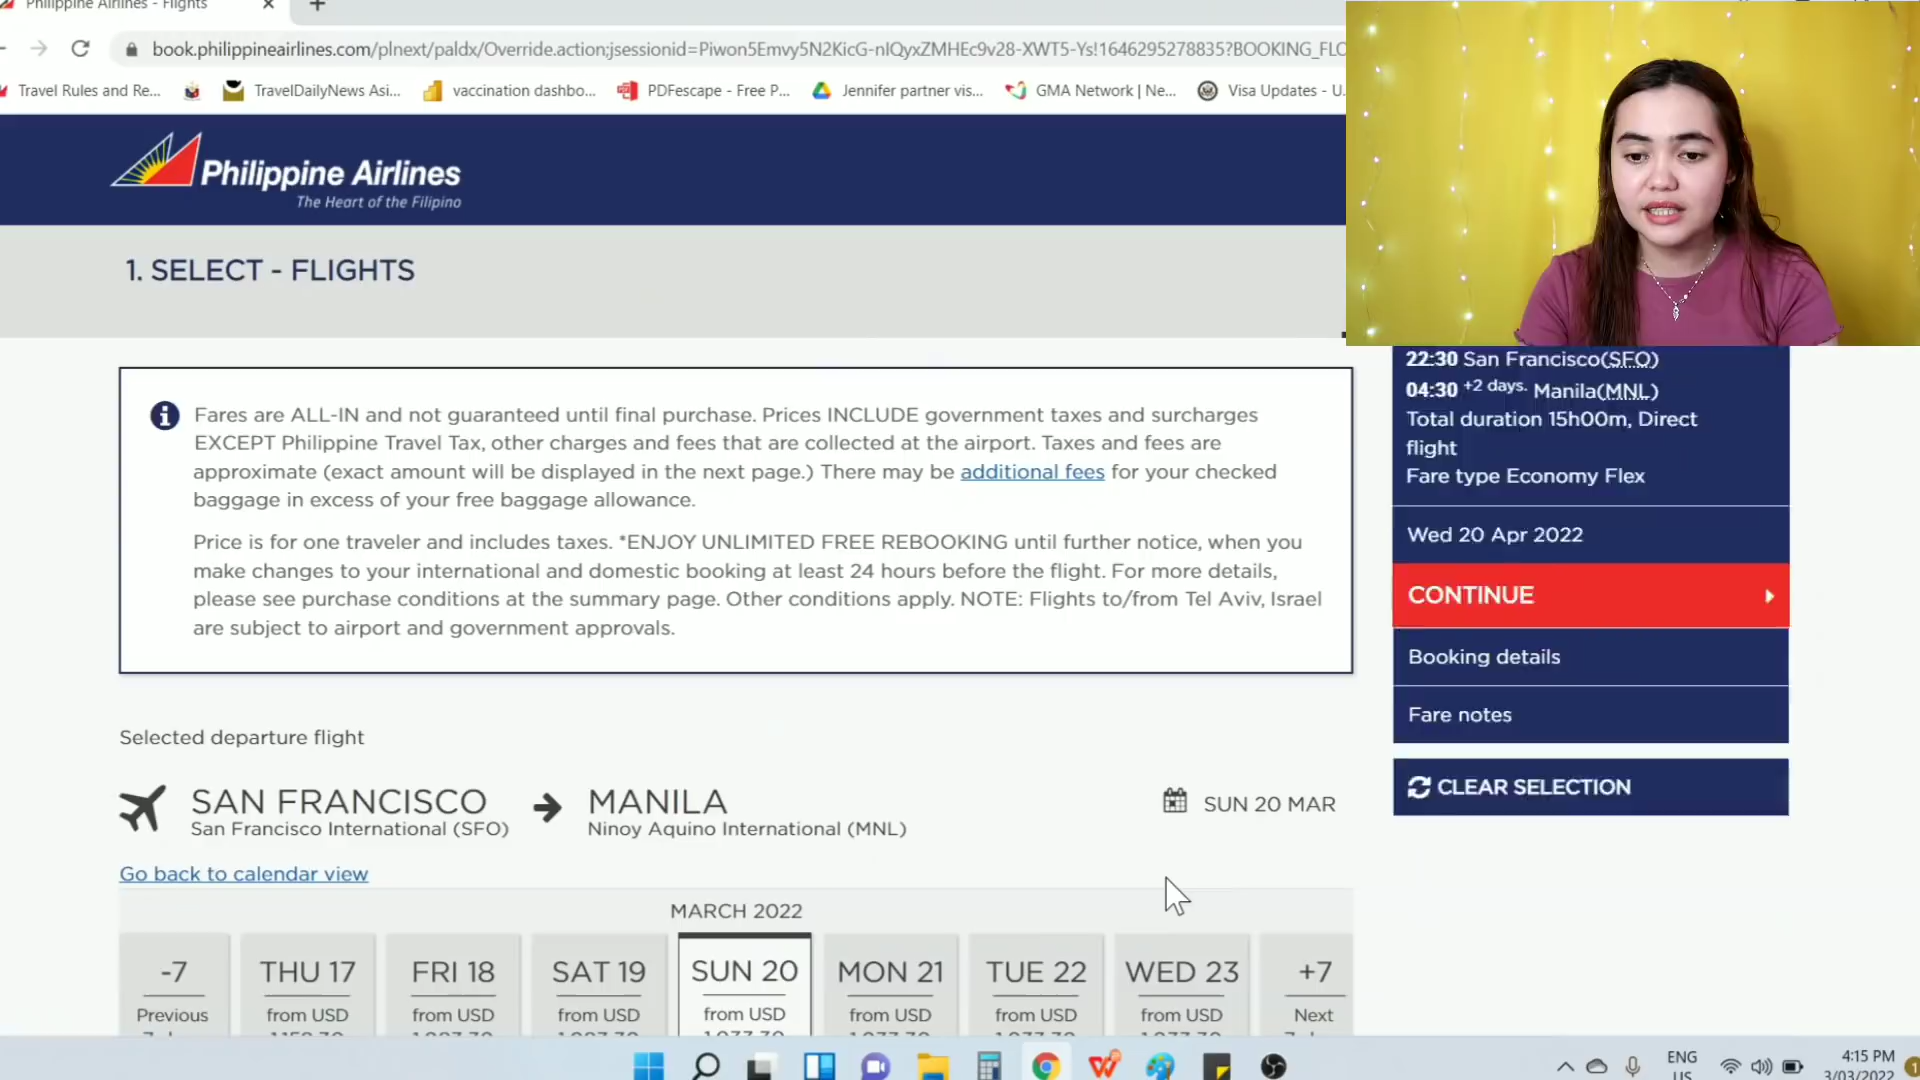 Philippine Airlines - Flights
book.philippineairlines.com/plnext/paldx/Override.action;jsessionid=Piwon5Emvy5N2KicG-nIQyxZMHEc9v28-XWT5-Ys!1646295278835?BOOKING_FLO
Travel Rules and Re... TravelDailyNews Asi... vaccination dashbo... PDFescape - Free P... Jennifer partner vis... GMA Network | Ne... Visa Updates - U.
Philippine Airlines
The Heart of the Filipino
1. SELECT - FLIGHTS
22:30 San Francisco(SFO)
04:30 +2 days. Manila(MNL)
Total duration 15h00m, Direct
flight
Fare type Economy Flex
Wed 20 Apr 2022
CONTINUE
Booking details
Fare notes
CLEAR SELECTION
Fares are ALL-IN and not guaranteed until final purchase. Prices INCLUDE government taxes and surcharges
EXCEPT Philippine Travel Tax, other charges and fees that are collected at the airport. Taxes and fees are
approximate (exact amount will be displayed in the next page.) There may be additional fees for your checked
baggage in excess of your free baggage allowance.
Price is for one traveler and includes taxes. *ENJOY UNLIMITED FREE REBOOKING until further notice, when you
make changes to your international and domestic booking at least 24 hours before the flight. For more details,
please see purchase conditions at the summary page. Other conditions apply. NOTE: Flights to/from Tel Aviv, Israel
are subject to airport and government approvals.
Selected departure flight
SAN FRANCISCO MANILA SUN 20 MAR
San Francisco International (SFO) Ninoy Aquino International (MNL)
Go back to calendar view
MARCH 2022
-7 THU 17 FRI 18 SAT 19 SUN 20 MON 21 TUE 22 WED 23 +7
Previous from USD from USD from USD from USD from USD from USD from USD Next
ENG
US
4:15 PM
3/03/2022